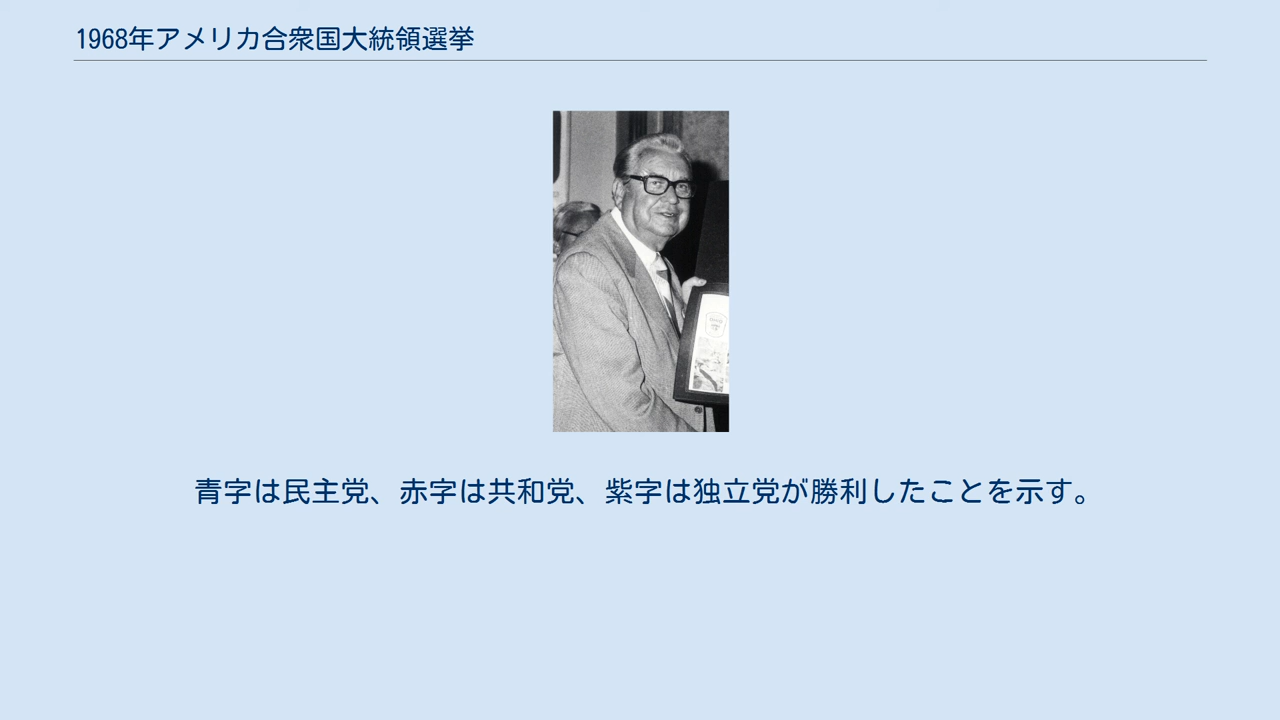 1968年アメリカ合衆国大統領選挙
青字は民主党、赤字は共和党、紫字は独立党が勝利したことを示す。